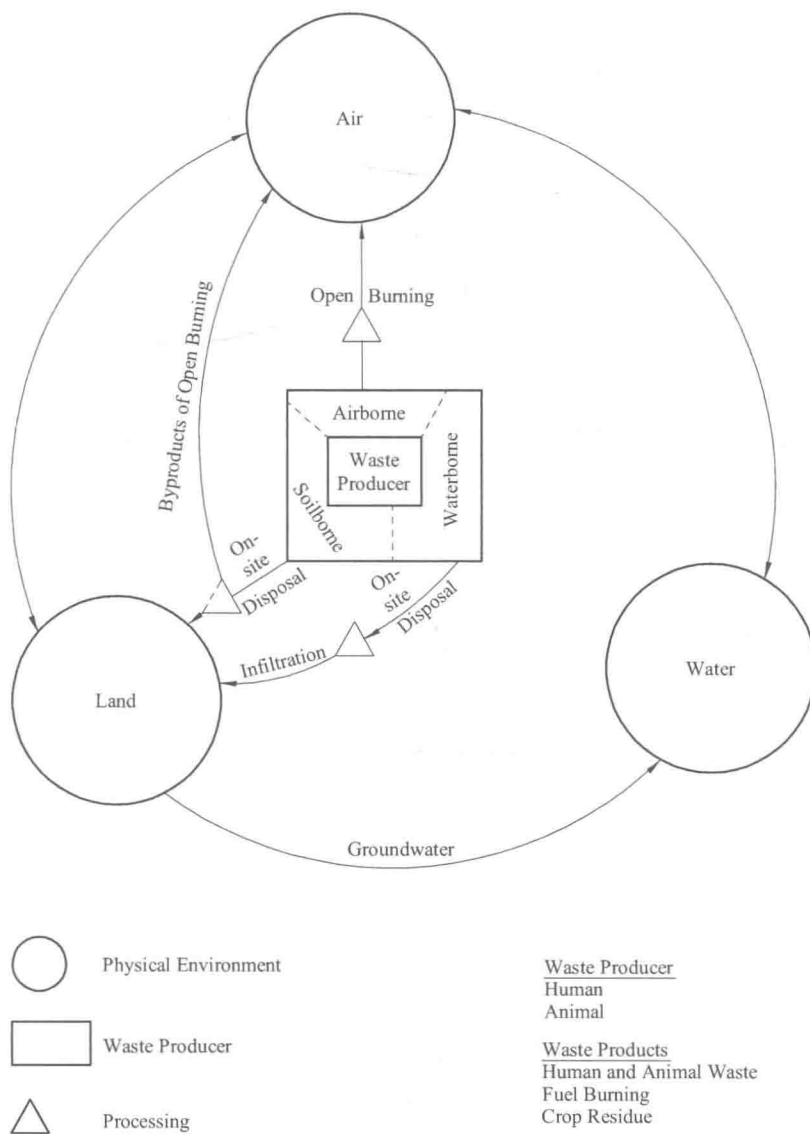 Air
Open Burning
Byproducts of Open Burning
Airborne
Waste
Producer
Soilborne
Waterborne
On-
site
Disposal
On-
site
Disposal
Infiltration
Land
Water
Groundwater
Physical Environment
Waste Producer
Processing
Waste Producer
Human
Animal
Waste Products
Human and Animal Waste
Fuel Burning
Crop Residue